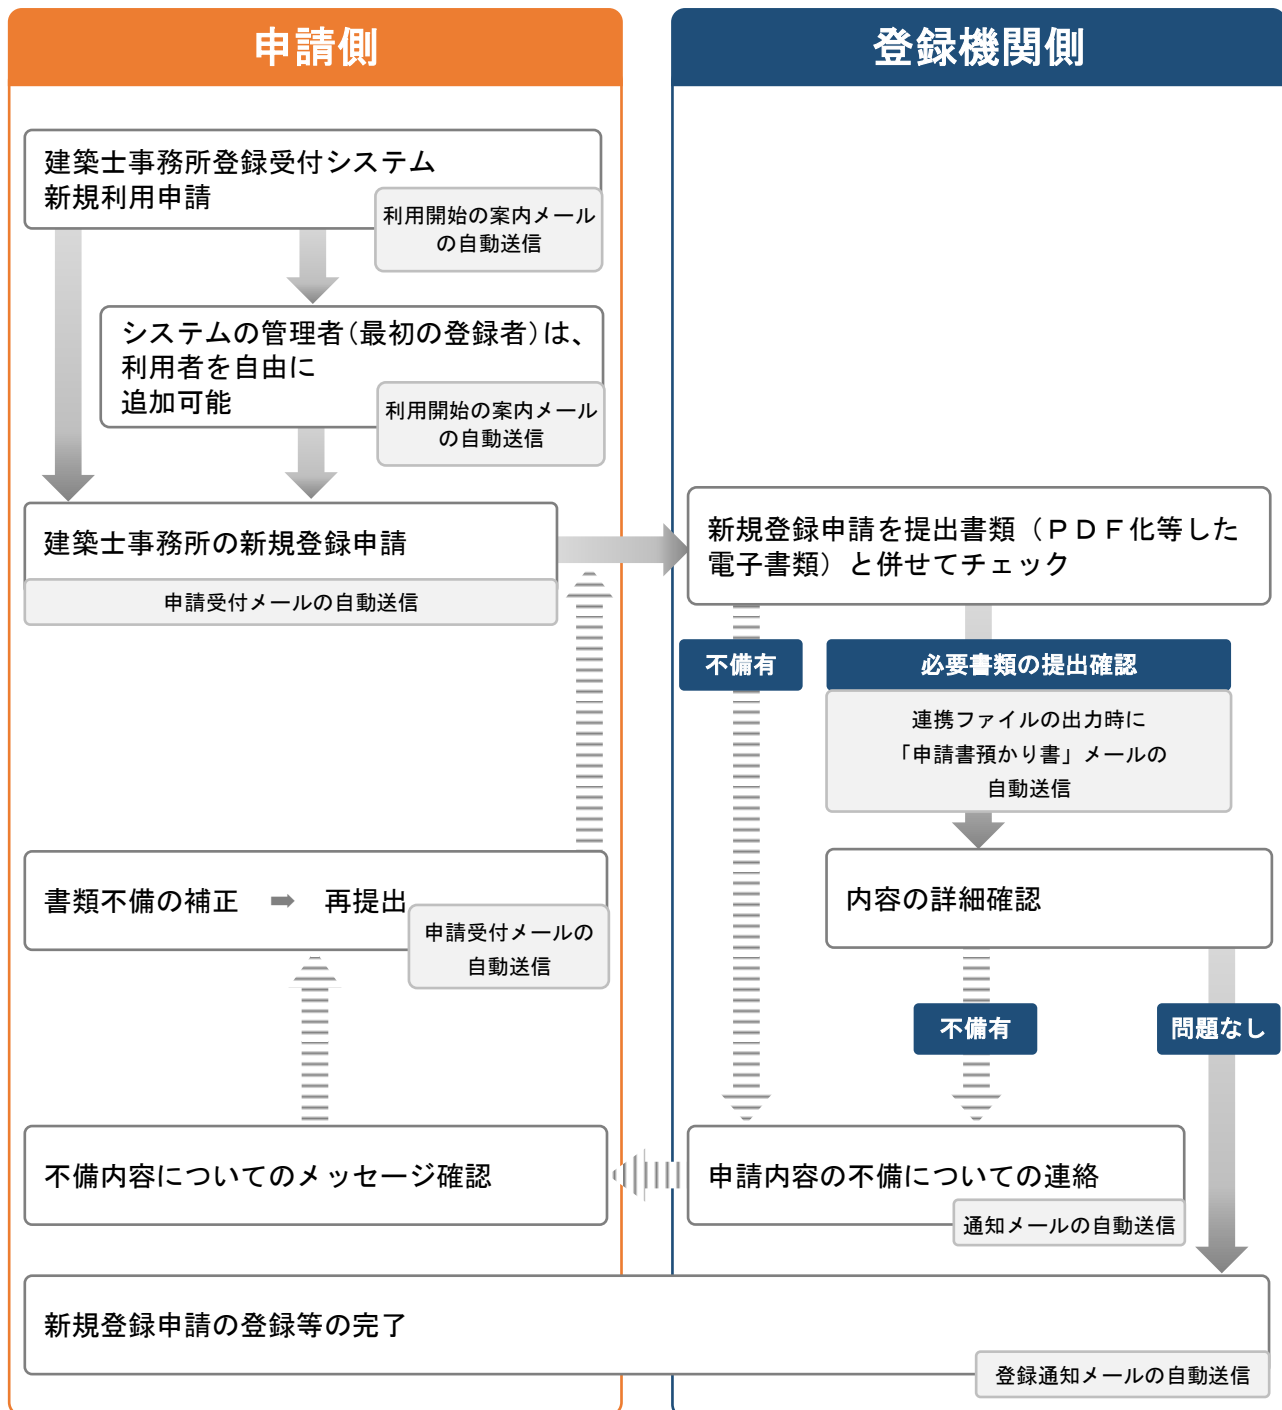 申請側
登録機関側
建築士事務所登録受付システム
新規利用申請
利用開始の案内メール
の自動送信
システムの管理者（最初の登録者）は、
利用者を自由に
追加可能
利用開始の案内メール
の自動送信
建築士事務所の新規登録申請
申請受付メールの自動送信
新規登録申請を提出書類（ＰＤＦ化等した
電子書類）と併せてチェック
不備有
必要書類の提出確認
連携ファイルの出力時に
「申請書預かり書」メールの
自動送信
書類不備の補正 ➡ 再提出
申請受付メールの
自動送信
内容の詳細確認
不備有
問題なし
不備内容についてのメッセージ確認
申請内容の不備についての連絡
通知メールの自動送信
新規登録申請の登録等の完了
登録通知メールの自動送信